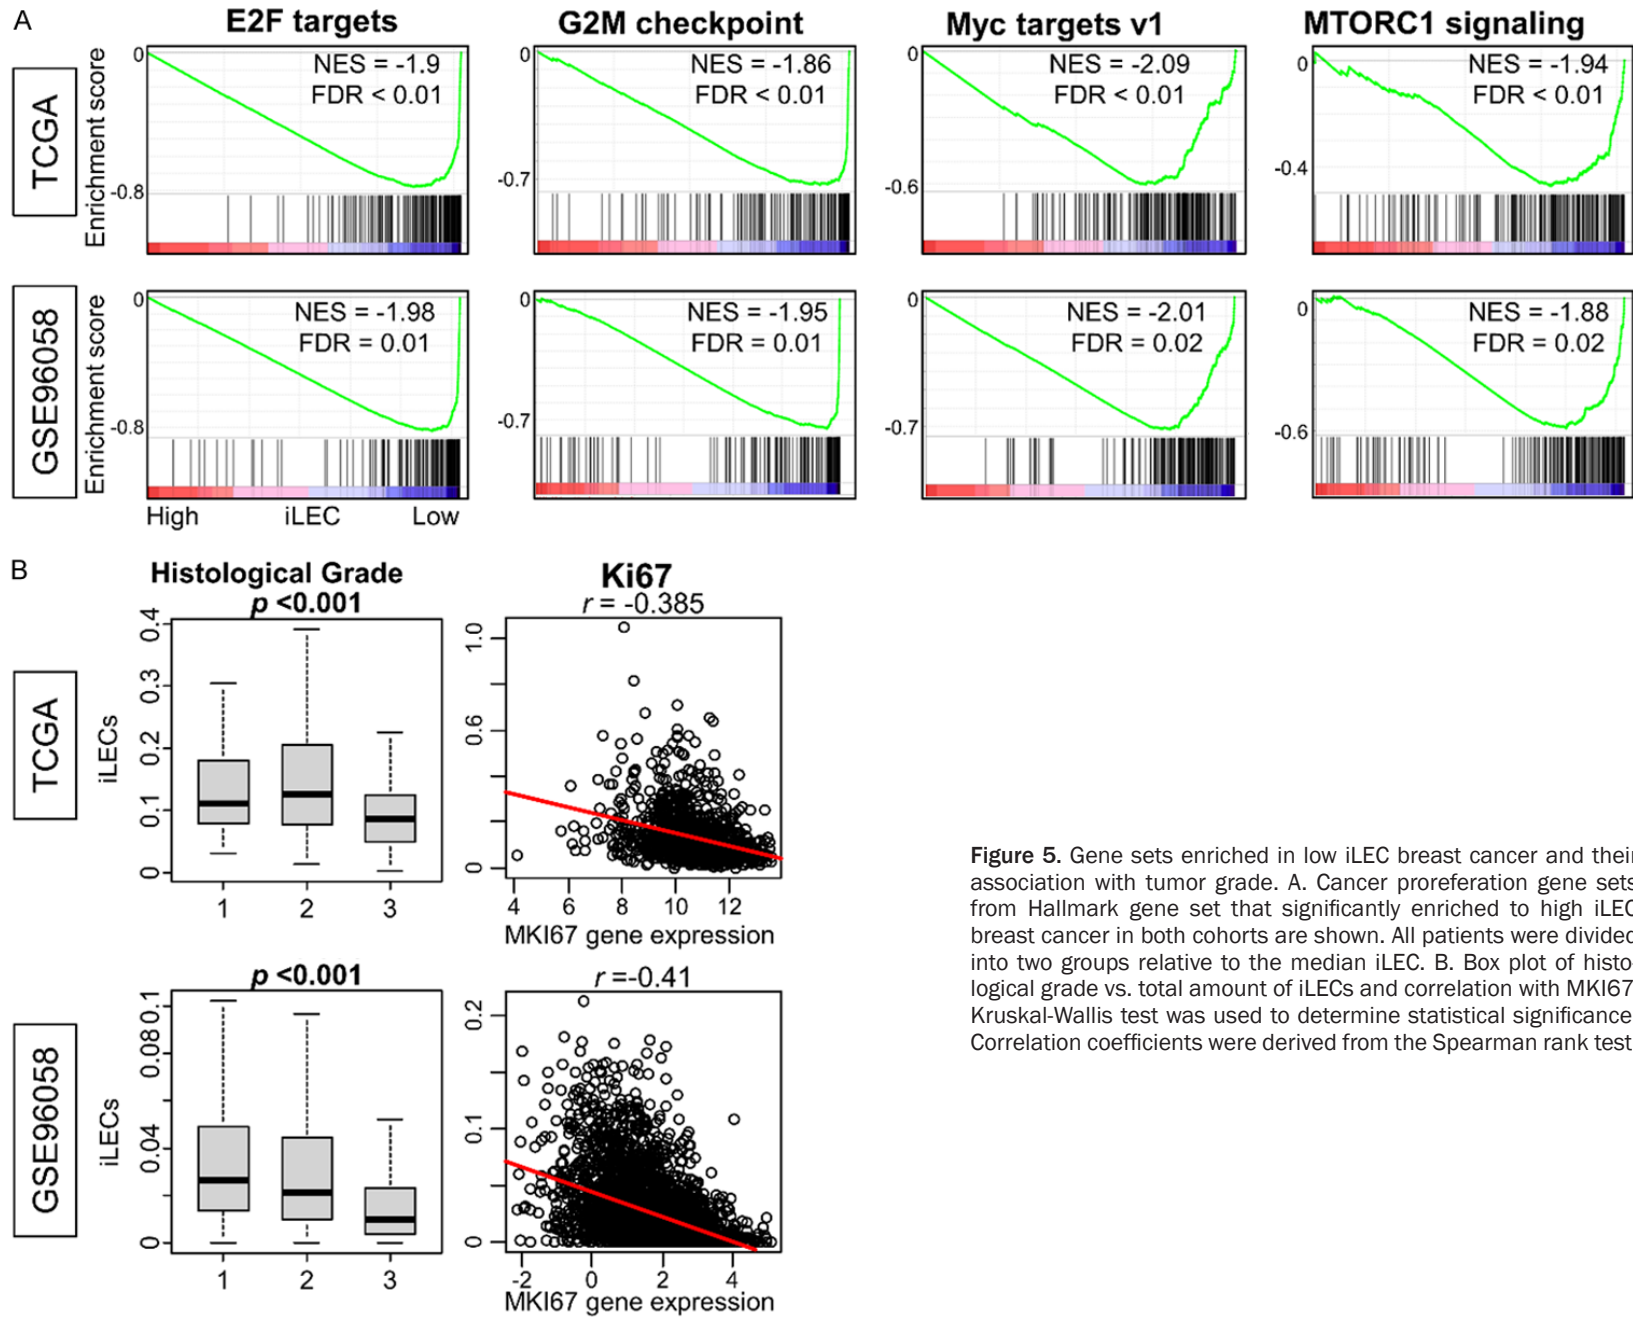 A
E2F targets
G2M checkpoint
Myc targets v1
MTORC1 signaling
TCGA
Enrichment score
0
-0.8
NES = -1.9
FDR < 0.01
0
-0.7
NES = -1.86
FDR < 0.01
0
-0.6
NES = -2.09
FDR < 0.01
0
-0.4
NES = -1.94
FDR < 0.01
GSE96058
Enrichment score
0
-0.8
NES = -1.98
FDR = 0.01
0
-0.7
NES = -1.95
FDR = 0.01
0
-0.7
NES = -2.01
FDR = 0.02
0
-0.6
NES = -1.88
FDR = 0.02
High iLEC Low
B
Histological Grade
p <0.001
TCGA
iLECs
0 0.1 0.2 0.3 0.4
1 2 3
Ki67
r = -0.385
0 0.6 1.0
4 6 8 10 12
MKI67 gene expression
GSE96058
p <0.001
iLECs
0 0.04 0.08 0.1
1 2 3
r =-0.41
0 0.1 0.2
-2 0 2 4
MKI67 gene expression
Figure 5. Gene sets enriched in low iLEC breast cancer and their
association with tumor grade. A. Cancer proreferation gene sets
from Hallmark gene set that significantly enriched to high iLEC
breast cancer in both cohorts are shown. All patients were divided
into two groups relative to the median iLEC. B. Box plot of histo-
logical grade vs. total amount of iLECs and correlation with MKI67
Kruskal-Wallis test was used to determine statistical significance
Correlation coefficients were derived from the Spearman rank test